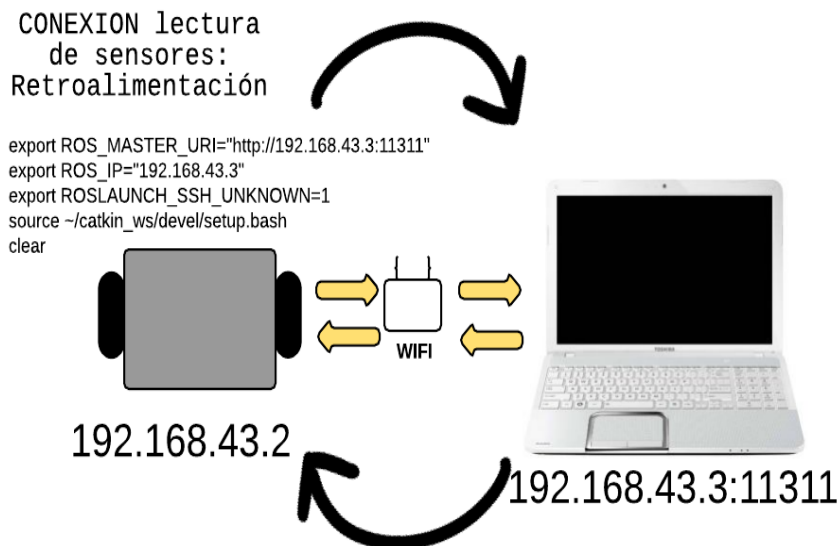 CONEXION lectura
de sensores:
Retroalimentación
export ROS_MASTER_URI="http://192.168.43.3:11311"
export ROS_IP="192.168.43.3"
export ROSLAUNCH_SSH_UNKNOWN=1
source ~/catkin_ws/devel/setup.bash
clear
WIFI
TOSHIBA
192.168.43.2
192.168.43.3:11311